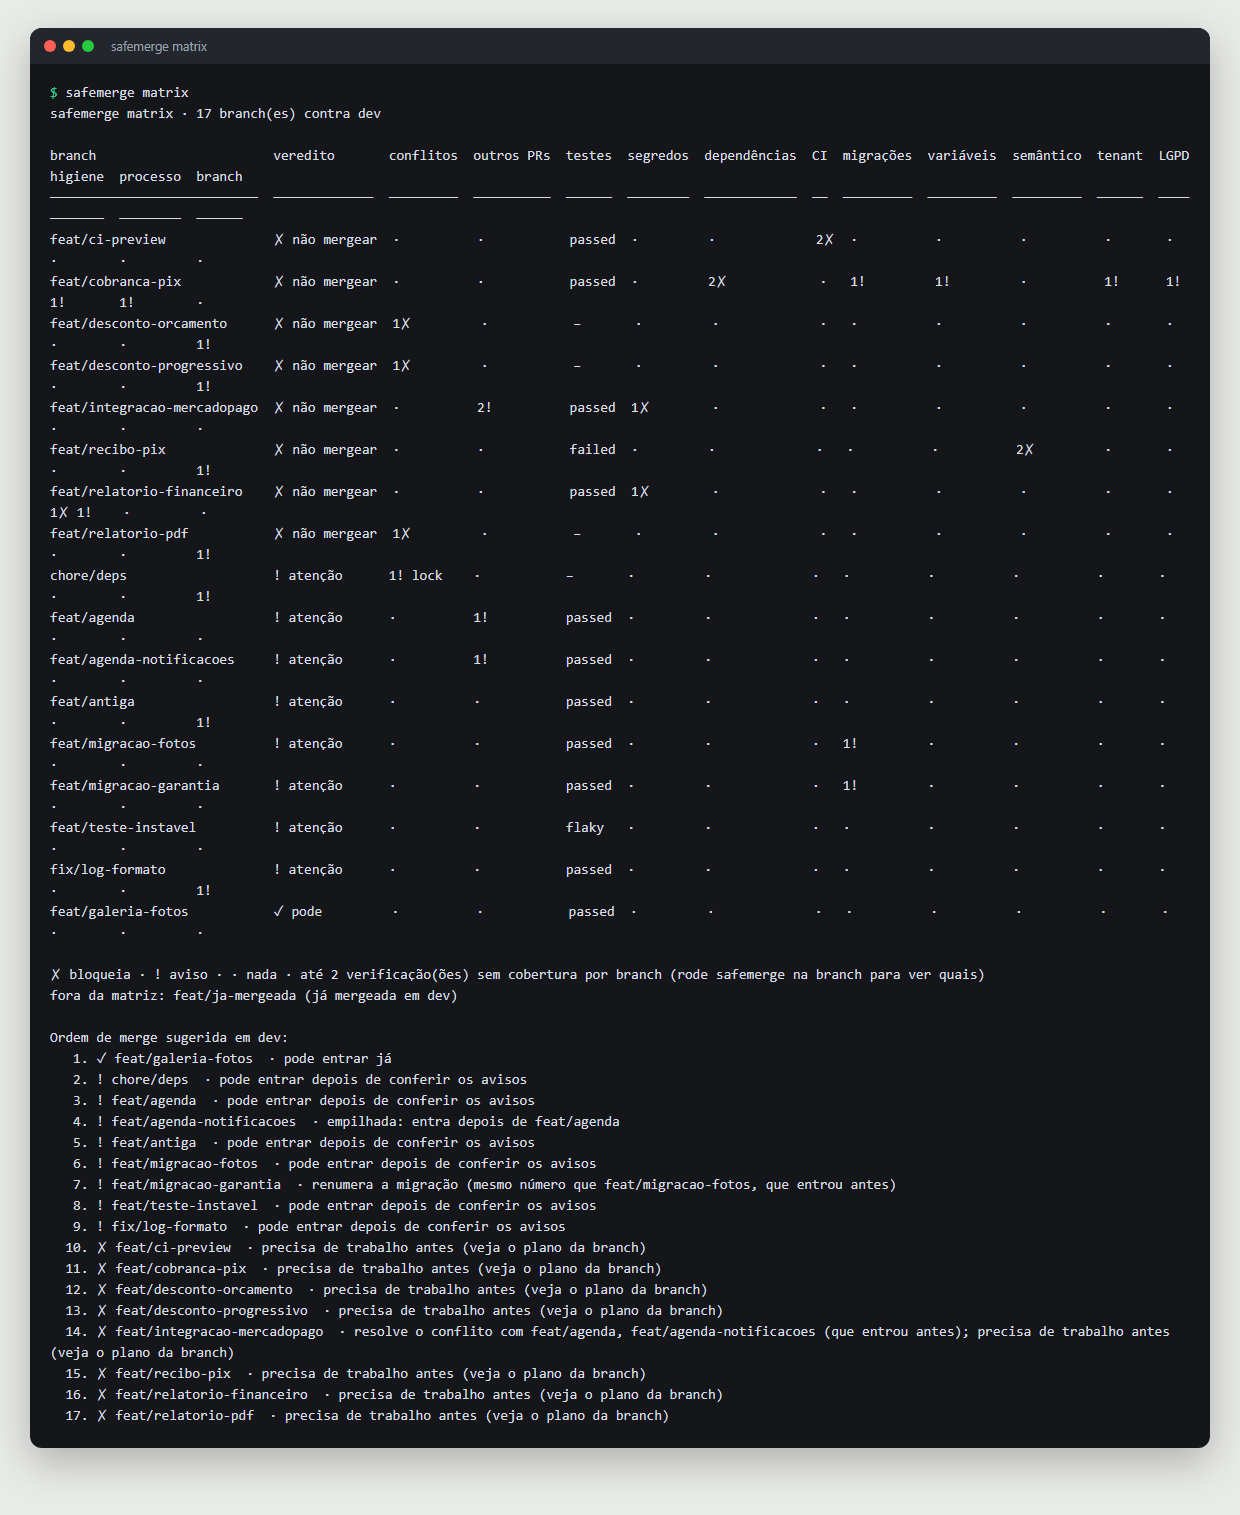 safemerge matrix
$ safemerge matrix
safemerge matrix · 17 branch(es) contra dev
branch veredito conflitos outros PRs testes segredos dependências CI migrações variáveis semântico tenant LGPD
higiene processo branch
─────────────────────────── ───────────── ───────── ────────── ────── ──────── ──────────── ── ───────── ───────── ───────── ────── ────
─────── ──────── ──────
feat/ci-preview ✗ não mergear · · passed · · 2✗ · · · · ·
· · ·
feat/cobranca-pix ✗ não mergear · · passed · 2✗ · 1! 1! · 1! 1!
1! 1! ·
feat/desconto-orcamento ✗ não mergear 1✗ · – · · · · · · · ·
· · 1!
feat/desconto-progressivo ✗ não mergear 1✗ · – · · · · · · · ·
· · 1!
feat/integracao-mercadopago ✗ não mergear · 2! passed 1✗ · · · · · · ·
· · ·
feat/recibo-pix ✗ não mergear · · failed · · · · · 2✗ · ·
· · 1!
feat/relatorio-financeiro ✗ não mergear · · passed 1✗ · · · · · · ·
1✗ 1! · ·
feat/relatorio-pdf ✗ não mergear 1✗ · – · · · · · · · ·
· · 1!
chore/deps ! atenção 1! lock · – · · · · · · · ·
· · 1!
feat/agenda ! atenção · 1! passed · · · · · · · ·
· · ·
feat/agenda-notificacoes ! atenção · 1! passed · · · · · · · ·
· · ·
feat/antiga ! atenção · · passed · · · · · · · ·
· · 1!
feat/migracao-fotos ! atenção · · passed · · · 1! · · · ·
· · ·
feat/migracao-garantia ! atenção · · passed · · · 1! · · · ·
· · ·
feat/teste-instavel ! atenção · · flaky · · · · · · · ·
· · ·
fix/log-formato ! atenção · · passed · · · · · · · ·
· · 1!
feat/galeria-fotos ✓ pode · · passed · · · · · · · ·
· · ·
✗ bloqueia · ! aviso · · nada · até 2 verificação(ões) sem cobertura por branch (rode safemerge na branch para ver quais)
fora da matriz: feat/ja-mergeada (já mergeada em dev)
Ordem de merge sugerida em dev:
1. ✓ feat/galeria-fotos · pode entrar já
2. ! chore/deps · pode entrar depois de conferir os avisos
3. ! feat/agenda · pode entrar depois de conferir os avisos
4. ! feat/agenda-notificacoes · empilhada: entra depois de feat/agenda
5. ! feat/antiga · pode entrar depois de conferir os avisos
6. ! feat/migracao-fotos · pode entrar depois de conferir os avisos
7. ! feat/migracao-garantia · renumera a migração (mesmo número que feat/migracao-fotos, que entrou antes)
8. ! feat/teste-instavel · pode entrar depois de conferir os avisos
9. ! fix/log-formato · pode entrar depois de conferir os avisos
10. ✗ feat/ci-preview · precisa de trabalho antes (veja o plano da branch)
11. ✗ feat/cobranca-pix · precisa de trabalho antes (veja o plano da branch)
12. ✗ feat/desconto-orcamento · precisa de trabalho antes (veja o plano da branch)
13. ✗ feat/desconto-progressivo · precisa de trabalho antes (veja o plano da branch)
14. ✗ feat/integracao-mercadopago · resolve o conflito com feat/agenda, feat/agenda-notificacoes (que entrou antes); precisa de trabalho antes
(veja o plano da branch)
15. ✗ feat/recibo-pix · precisa de trabalho antes (veja o plano da branch)
16. ✗ feat/relatorio-financeiro · precisa de trabalho antes (veja o plano da branch)
17. ✗ feat/relatorio-pdf · precisa de trabalho antes (veja o plano da branch)